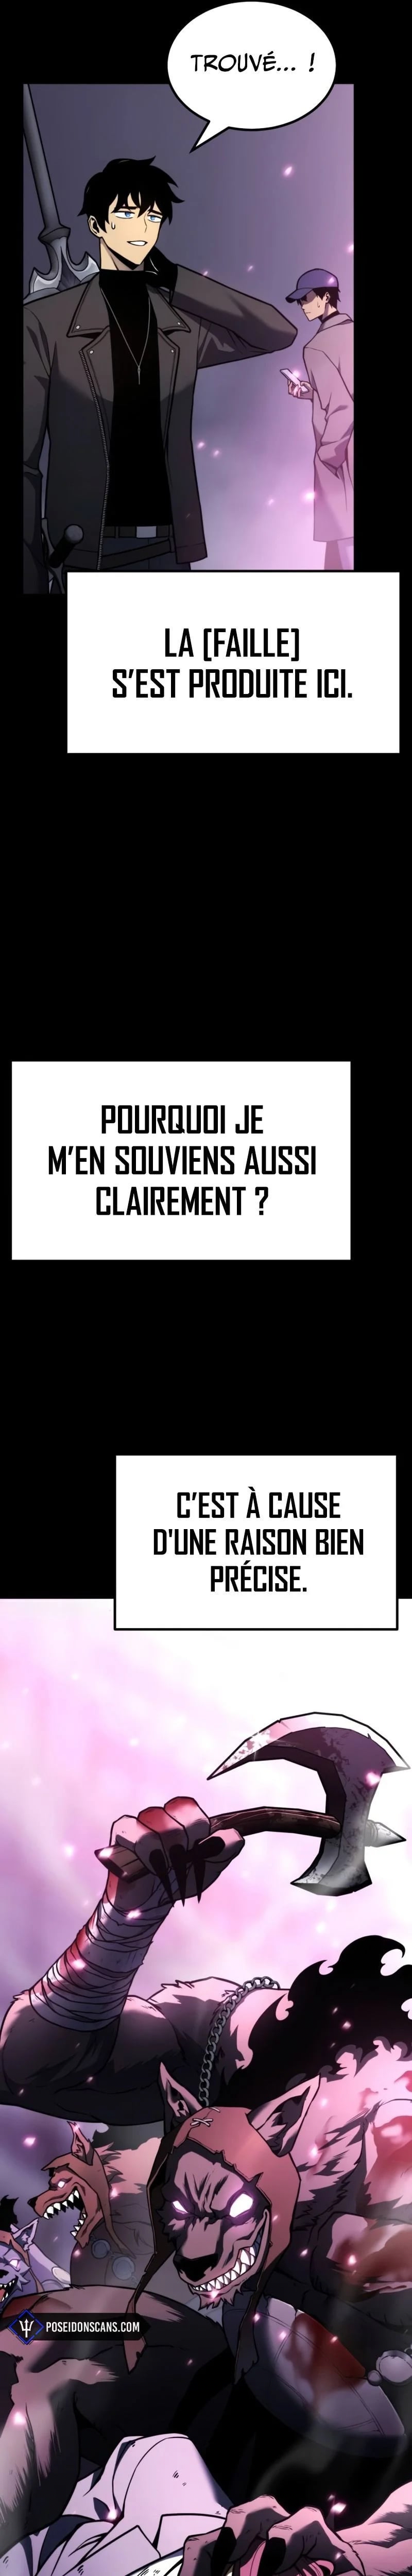 TROUVÉ... !
LA [FAILLE]
S'EST PRODUITE ICI.
POURQUOI JE
M'EN SOUVIENS AUSSI
CLAIREMENT ?
C'EST À CAUSE
D'UNE RAISON BIEN
PRÉCISE.
POSEIDONSCANS.COM